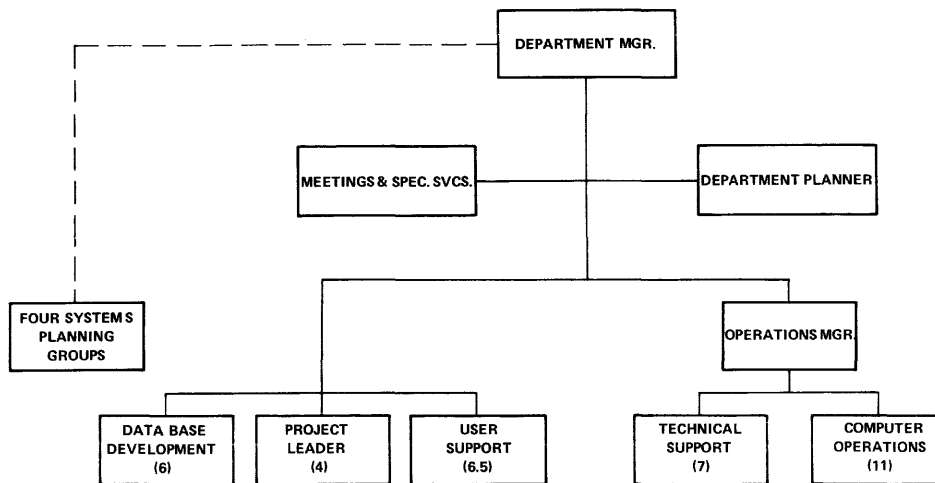 DEPARTMENT MGR.
MEETINGS & SPEC. SVCS.
DEPARTMENT PLANNER
FOUR SYSTEMS
PLANNING
GROUPS
OPERATIONS MGR.
DATA BASE
DEVELOPMENT
(6)
PROJECT
LEADER
(4)
USER
SUPPORT
(6.5)
TECHNICAL
SUPPORT
(7)
COMPUTER
OPERATIONS
(11)